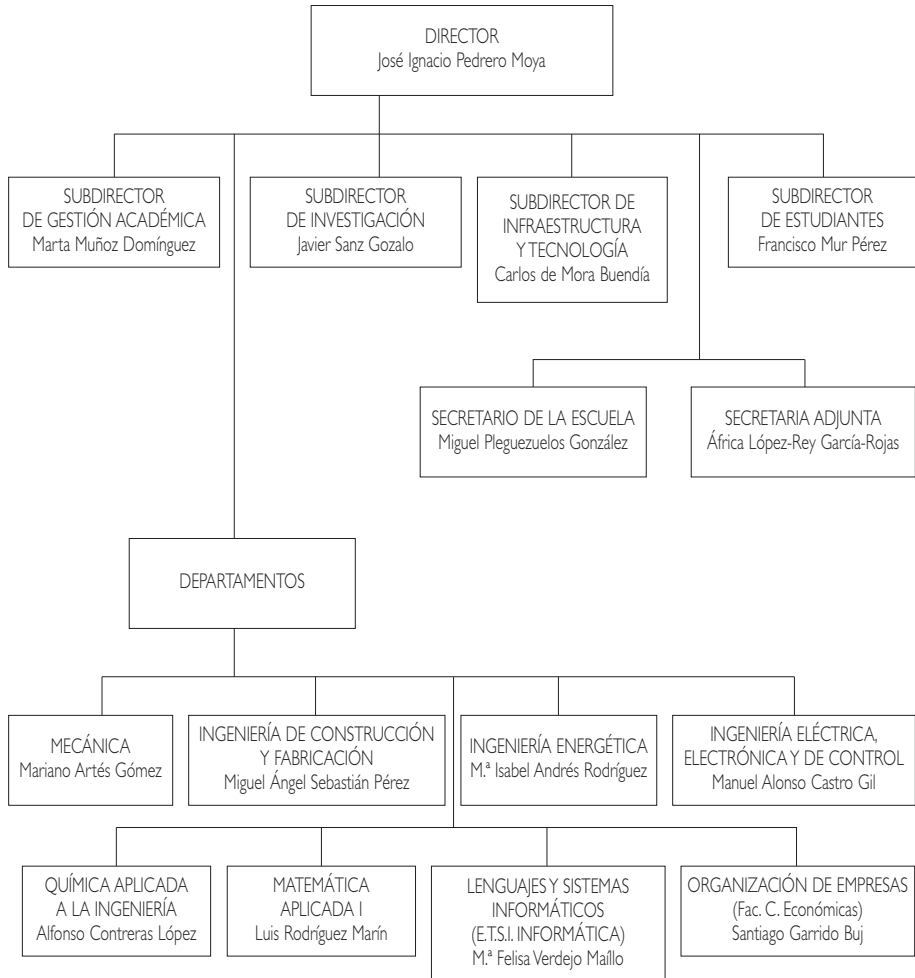 DIRECTOR
José Ignacio Pedrero Moya
SUBDIRECTOR
DE GESTIÓN ACADÉMICA
Marta Muñoz Domínguez
SUBDIRECTOR
DE INVESTIGACIÓN
Javier Sanz Gozalo
SUBDIRECTOR DE
INFRAESTRUCTURA
Y TECNOLOGÍA
Carlos de Mora Buendía
SUBDIRECTOR
DE ESTUDIANTES
Francisco Mur Pérez
SECRETARIO DE LA ESCUELA
Miguel Pleguezuelos González
SECRETARIA ADJUNTA
África López-Rey García-Rojas
DEPARTAMENTOS
MECÁNICA
Mariano Artés Gómez
INGENIERÍA DE CONSTRUCCIÓN
Y FABRICACIÓN
Miguel Ángel Sebastián Pérez
INGENIERÍA ENERGÉTICA
M.ª Isabel Andrés Rodríguez
INGENIERÍA ELÉCTRICA,
ELECTRÓNICA Y DE CONTROL
Manuel Alonso Castro Gil
QUÍMICA APLICADA
A LA INGENIERÍA
Alfonso Contreras López
MATEMÁTICA
APLICADA I
Luis Rodríguez Marín
LENGUAJES Y SISTEMAS
INFORMÁTICOS
(E.T.S.I. INFORMÁTICA)
M.ª Felisa Verdejo Maíllo
ORGANIZACIÓN DE EMPRESAS
(Fac. C. Económicas)
Santiago Garrido Buj